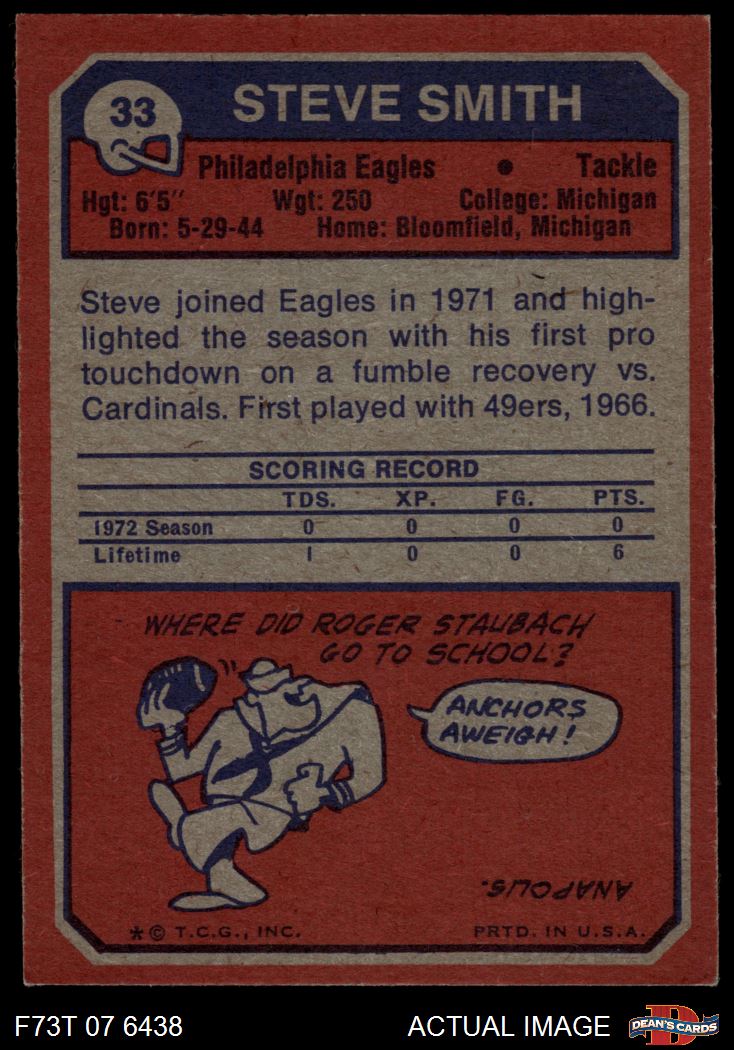 33
STEVE SMITH
Philadelphia Eagles • Tackle
Hgt: 6'5" Wgt: 250 College: Michigan
Born: 5-29-44 Home: Bloomfield, Michigan
Steve joined Eagles in 1971 and high-
lighted the season with his first pro
touchdown on a fumble recovery vs.
Cardinals. First played with 49ers, 1966.
SCORING RECORD
TDS. XP. FG. PTS.
1972 Season 0 0 0 0
Lifetime 1 0 0 6
WHERE DID ROGER STAUBACH
GO TO SCHOOL?
ANCHORS
AWEIGH!
ANAPOLIS.
*© T.C.G., INC. PRTD. IN U.S.A.
F73T 07 6438 ACTUAL IMAGE D DEAN'S CARDS